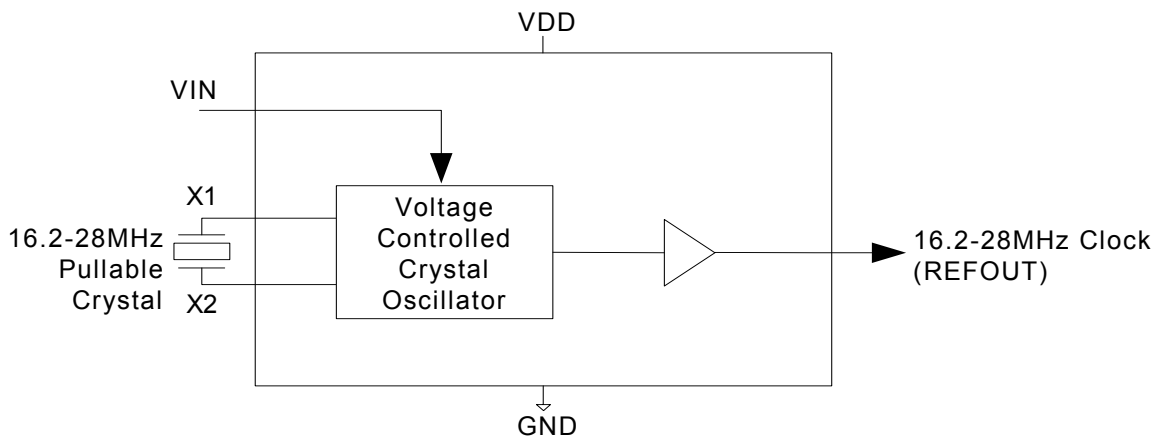 VDD
VIN
X1
16.2-28MHz
Pullable
Crystal
X2
Voltage
Controlled
Crystal
Oscillator
16.2-28MHz Clock
(REFOUT)
GND